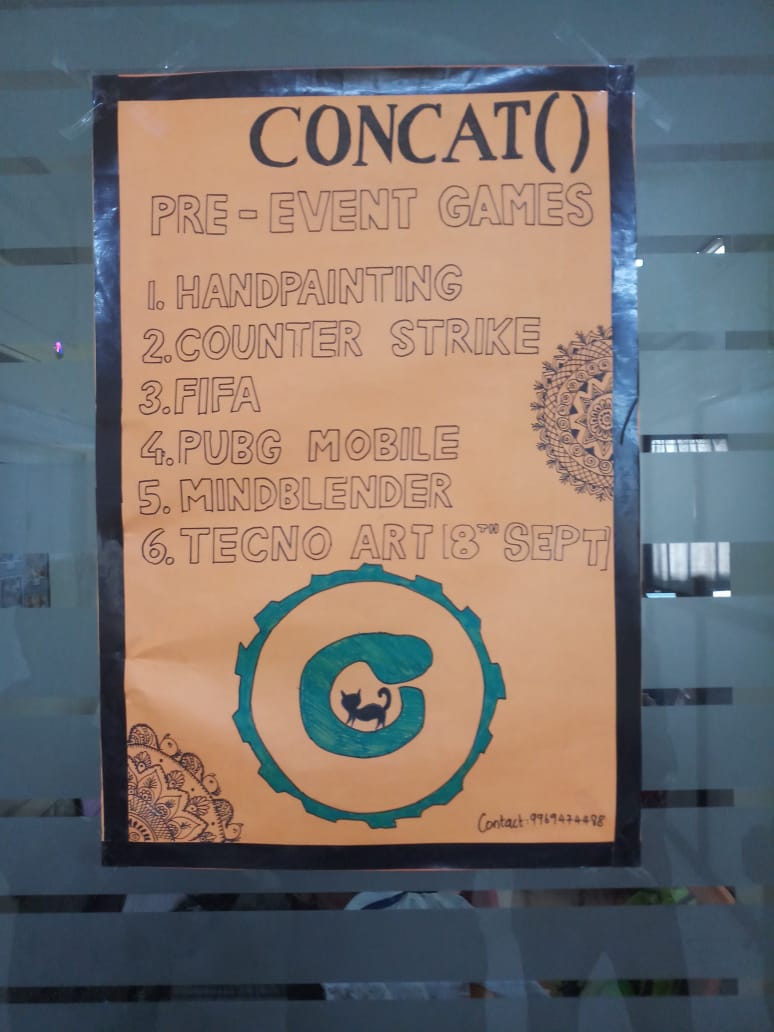 CONCAT()
PRE-EVENT GAMES
1. HANDPAINTING
2. COUNTER STRIKE
3. FIFA
4. PUBG MOBILE
5. MINDBLENDER
6. TECNO ART [8TH SEPT]
C
Contact:9969474498